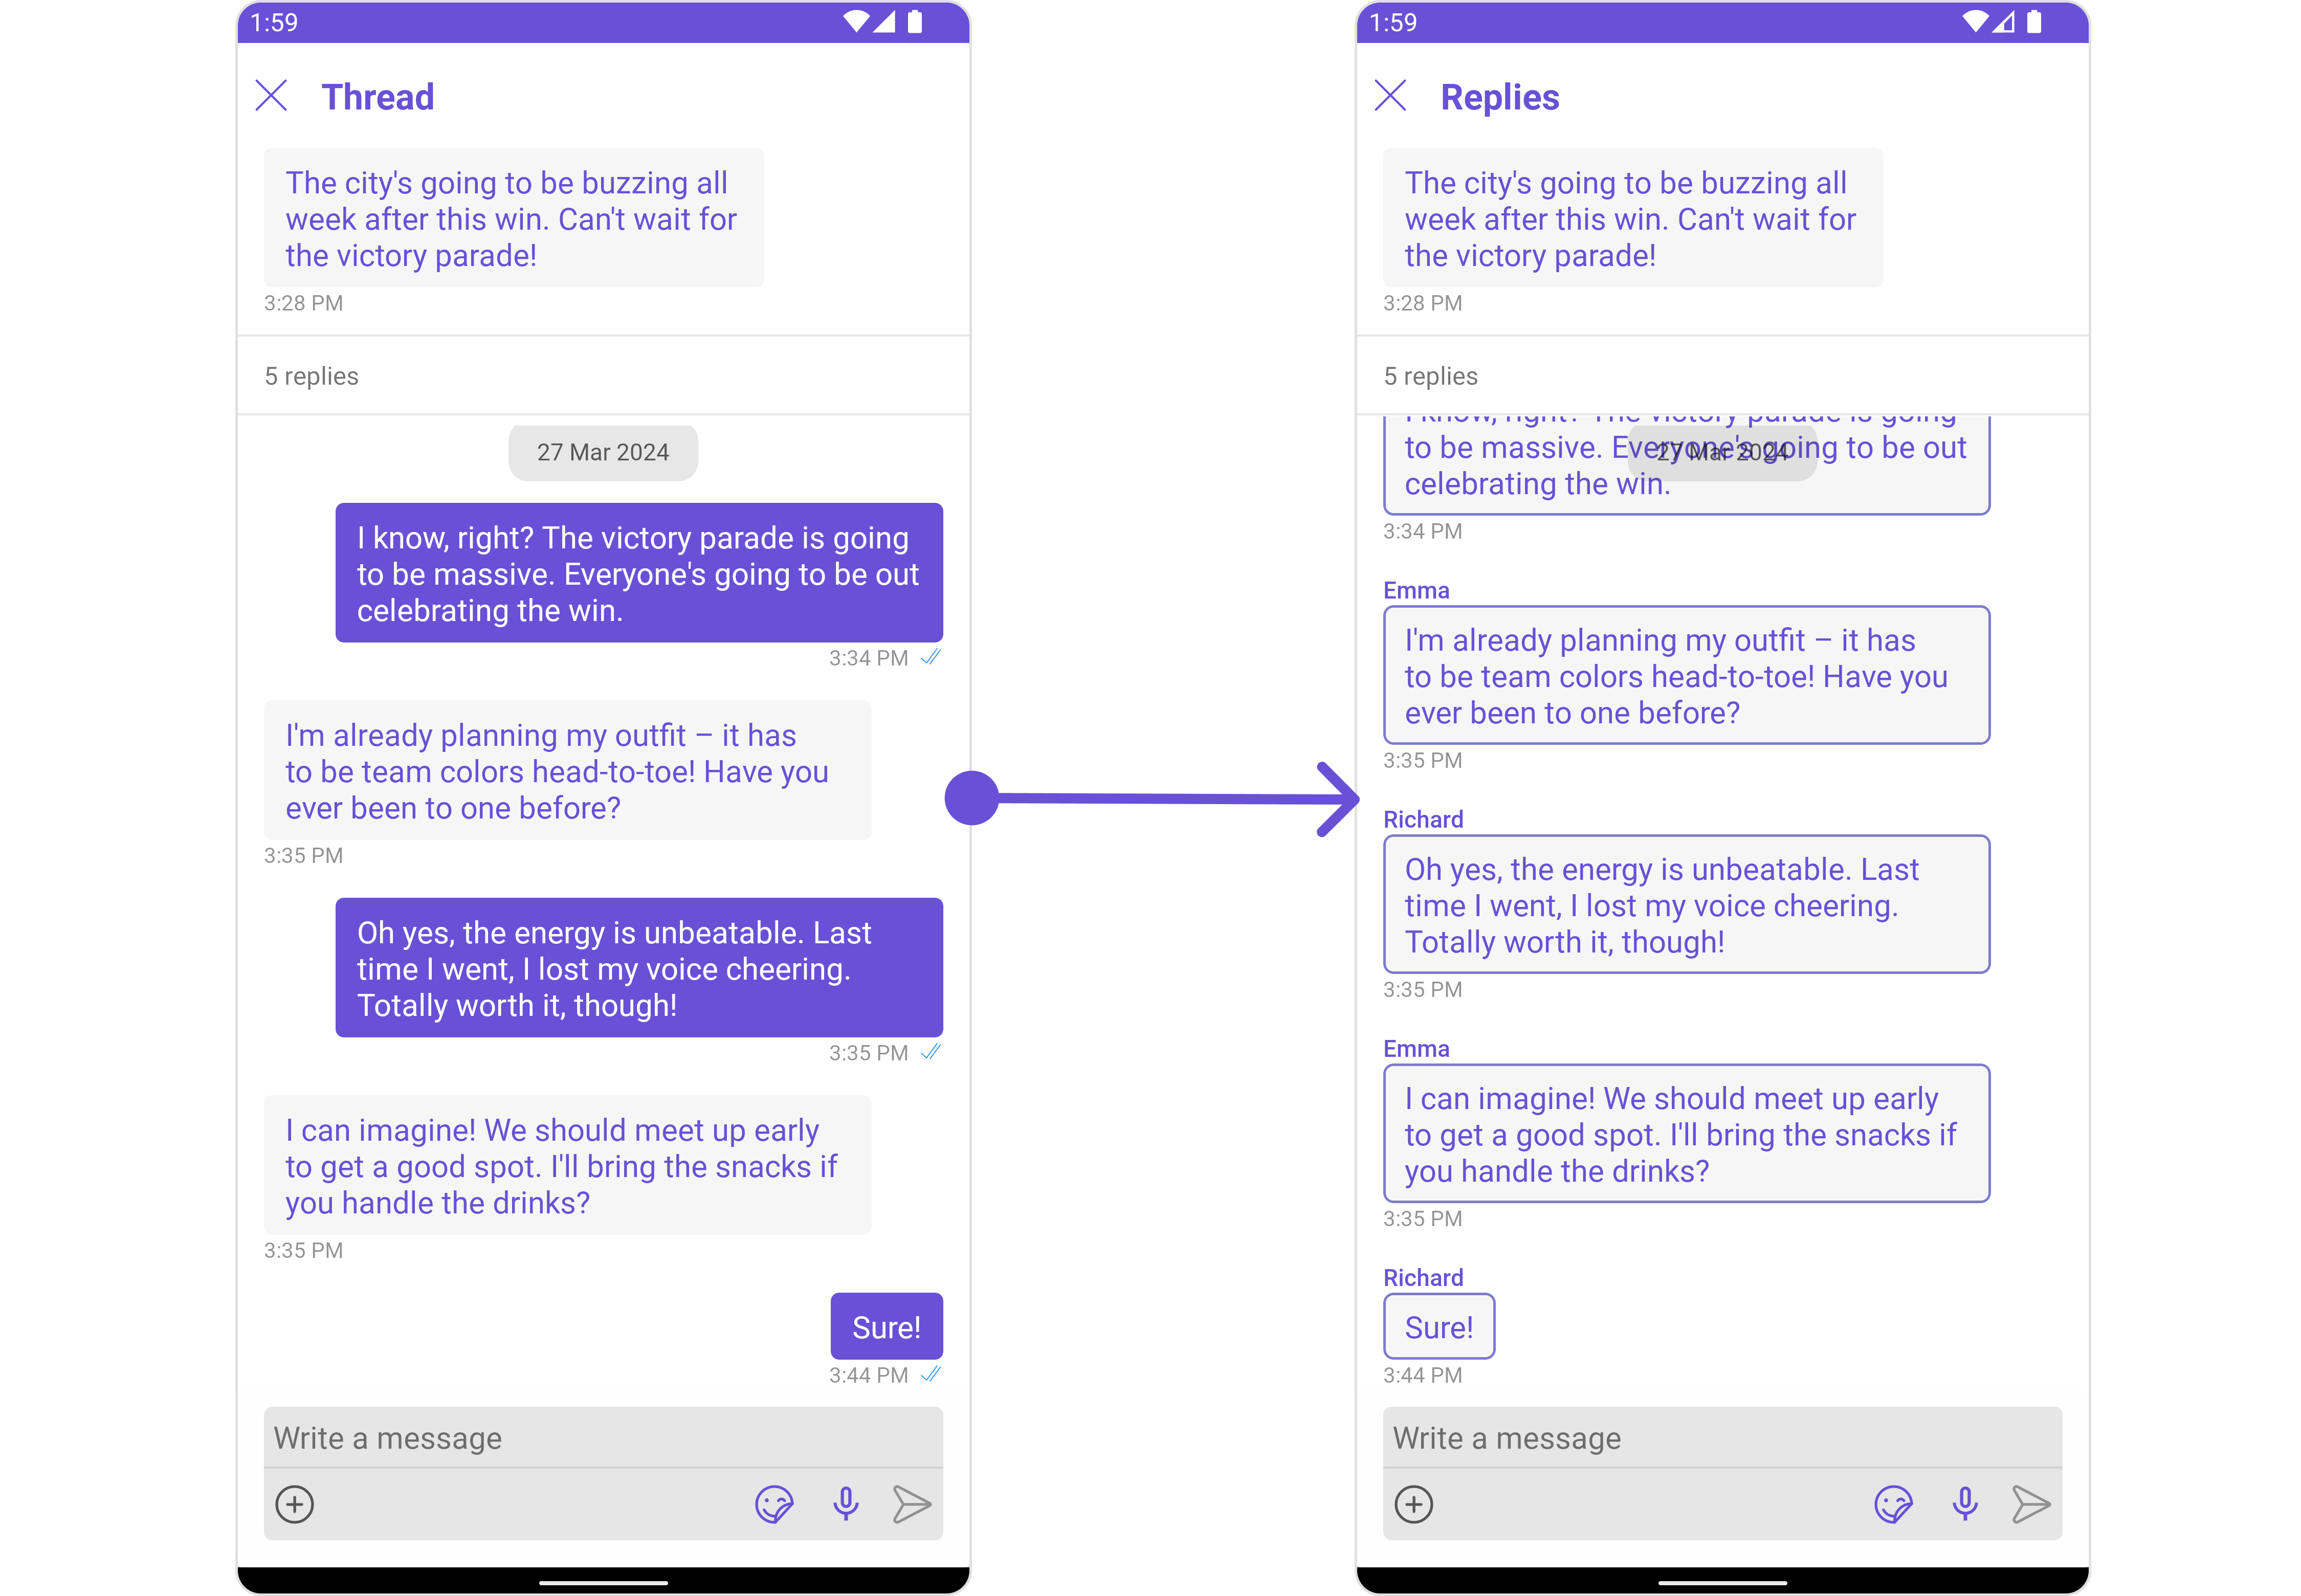 1:59
Thread
The city's going to be buzzing all
week after this win. Can't wait for
the victory parade!
3:28 PM
5 replies
27 Mar 2024
I know, right? The victory parade is going
to be massive. Everyone's going to be out
celebrating the win.
3:34 PM
I'm already planning my outfit – it has
to be team colors head-to-toe! Have you
ever been to one before?
3:35 PM
Oh yes, the energy is unbeatable. Last
time I went, I lost my voice cheering.
Totally worth it, though!
3:35 PM
I can imagine! We should meet up early
to get a good spot. I'll bring the snacks if
you handle the drinks?
3:35 PM
Sure!
3:44 PM
Write a message
1:59
Replies
The city's going to be buzzing all
week after this win. Can't wait for
the victory parade!
3:28 PM
5 replies
I know, right? The victory parade is going
to be massive. Everyone's going to be out
27 Mar 2024
celebrating the win.
3:34 PM
Emma
I'm already planning my outfit – it has
to be team colors head-to-toe! Have you
ever been to one before?
3:35 PM
Richard
Oh yes, the energy is unbeatable. Last
time I went, I lost my voice cheering.
Totally worth it, though!
3:35 PM
Emma
I can imagine! We should meet up early
to get a good spot. I'll bring the snacks if
you handle the drinks?
3:35 PM
Richard
Sure!
3:44 PM
Write a message